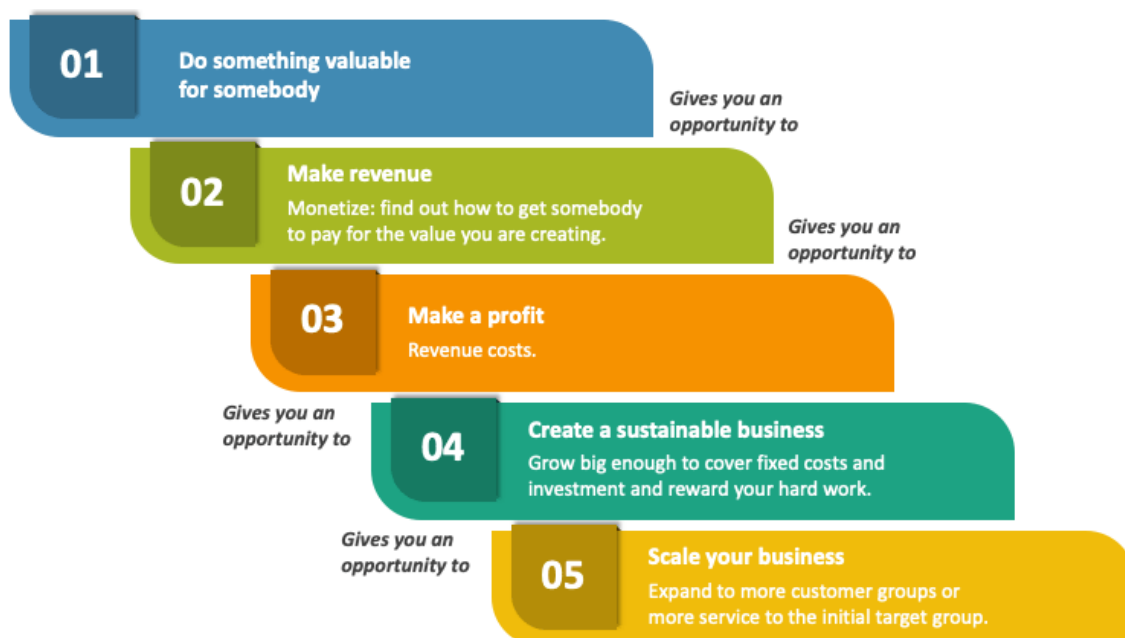 01
Do something valuable
for somebody
Gives you an
opportunity to
02
Make revenue
Monetize: find out how to get somebody
to pay for the value you are creating.
Gives you an
opportunity to
03
Make a profit
Revenue costs.
Gives you an
opportunity to
04
Create a sustainable business
Grow big enough to cover fixed costs and
investment and reward your hard work.
Gives you an
opportunity to
05
Scale your business
Expand to more customer groups or
more service to the initial target group.